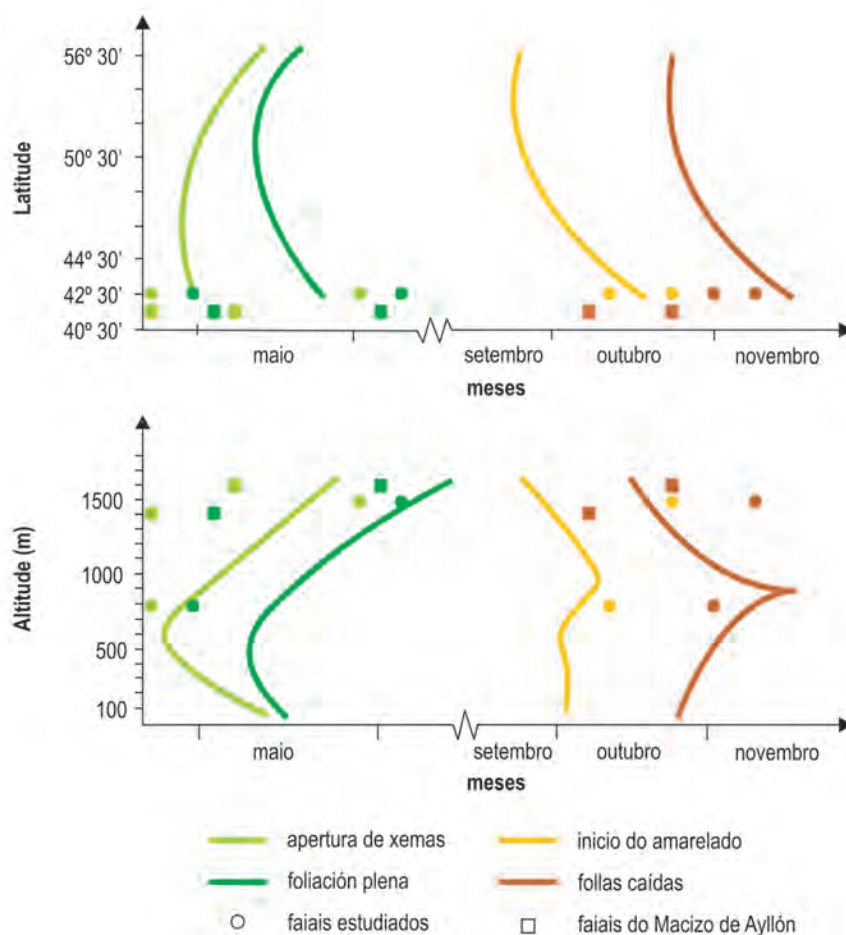 56º 30'
50º 30'
44º 30'
42º 30'
40º 30'
Latitude
maio
setembro
outubro
novembro
meses
1500
1000
500
100
Altitude (m)
maio
setembro
outubro
novembro
meses
apertura de xemas
inicio do amarelado
foliación plena
follas caídas
faiais estudiados
faiais do Macizo de Ayllón